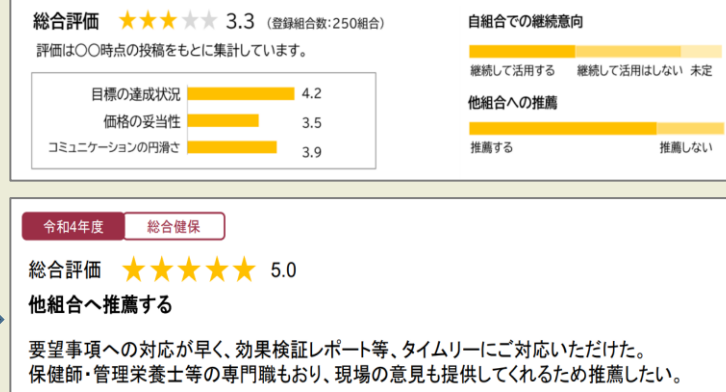 総合評価 ★★★★★ 3.3 (登録組合数:250組合)
評価は〇〇時点の投稿をもとに集計しています。
目標の達成状況 4.2
価格の妥当性 3.5
コミュニケーションの円滑さ 3.9
自組合での継続意向
継続して活用する 継続して活用はしない 未定
他組合への推薦
推薦する 推薦しない
令和4年度 総合健保
総合評価 ★★★★★ 5.0
他組合へ推薦する
要望事項への対応が早く、効果検証レポート等、タイムリーにご対応いただけた。
保健師・管理栄養士等の専門職もおり、現場の意見も提供してくれるため推薦したい。